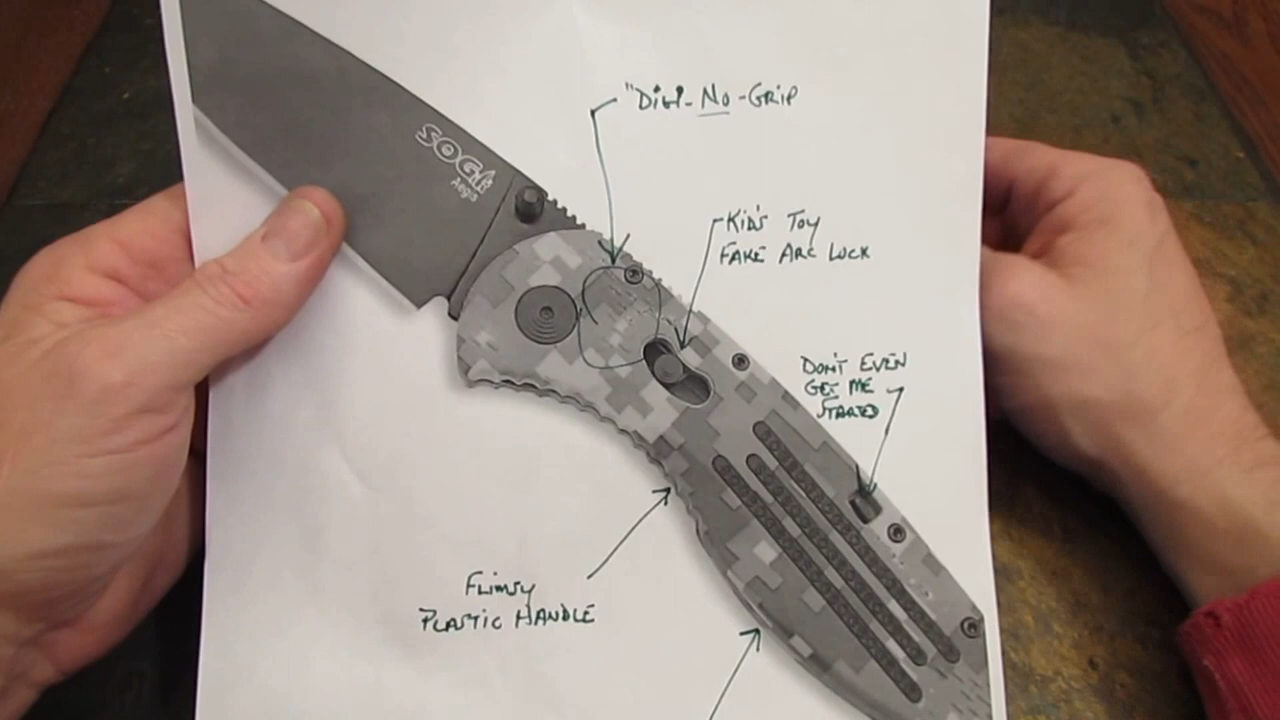 "Digi-No-Grip
SOG
Aegis
Kid's Toy
Fake Arc Lock
Don't Even
Get Me
Started
Flimsy
Plastic Handle